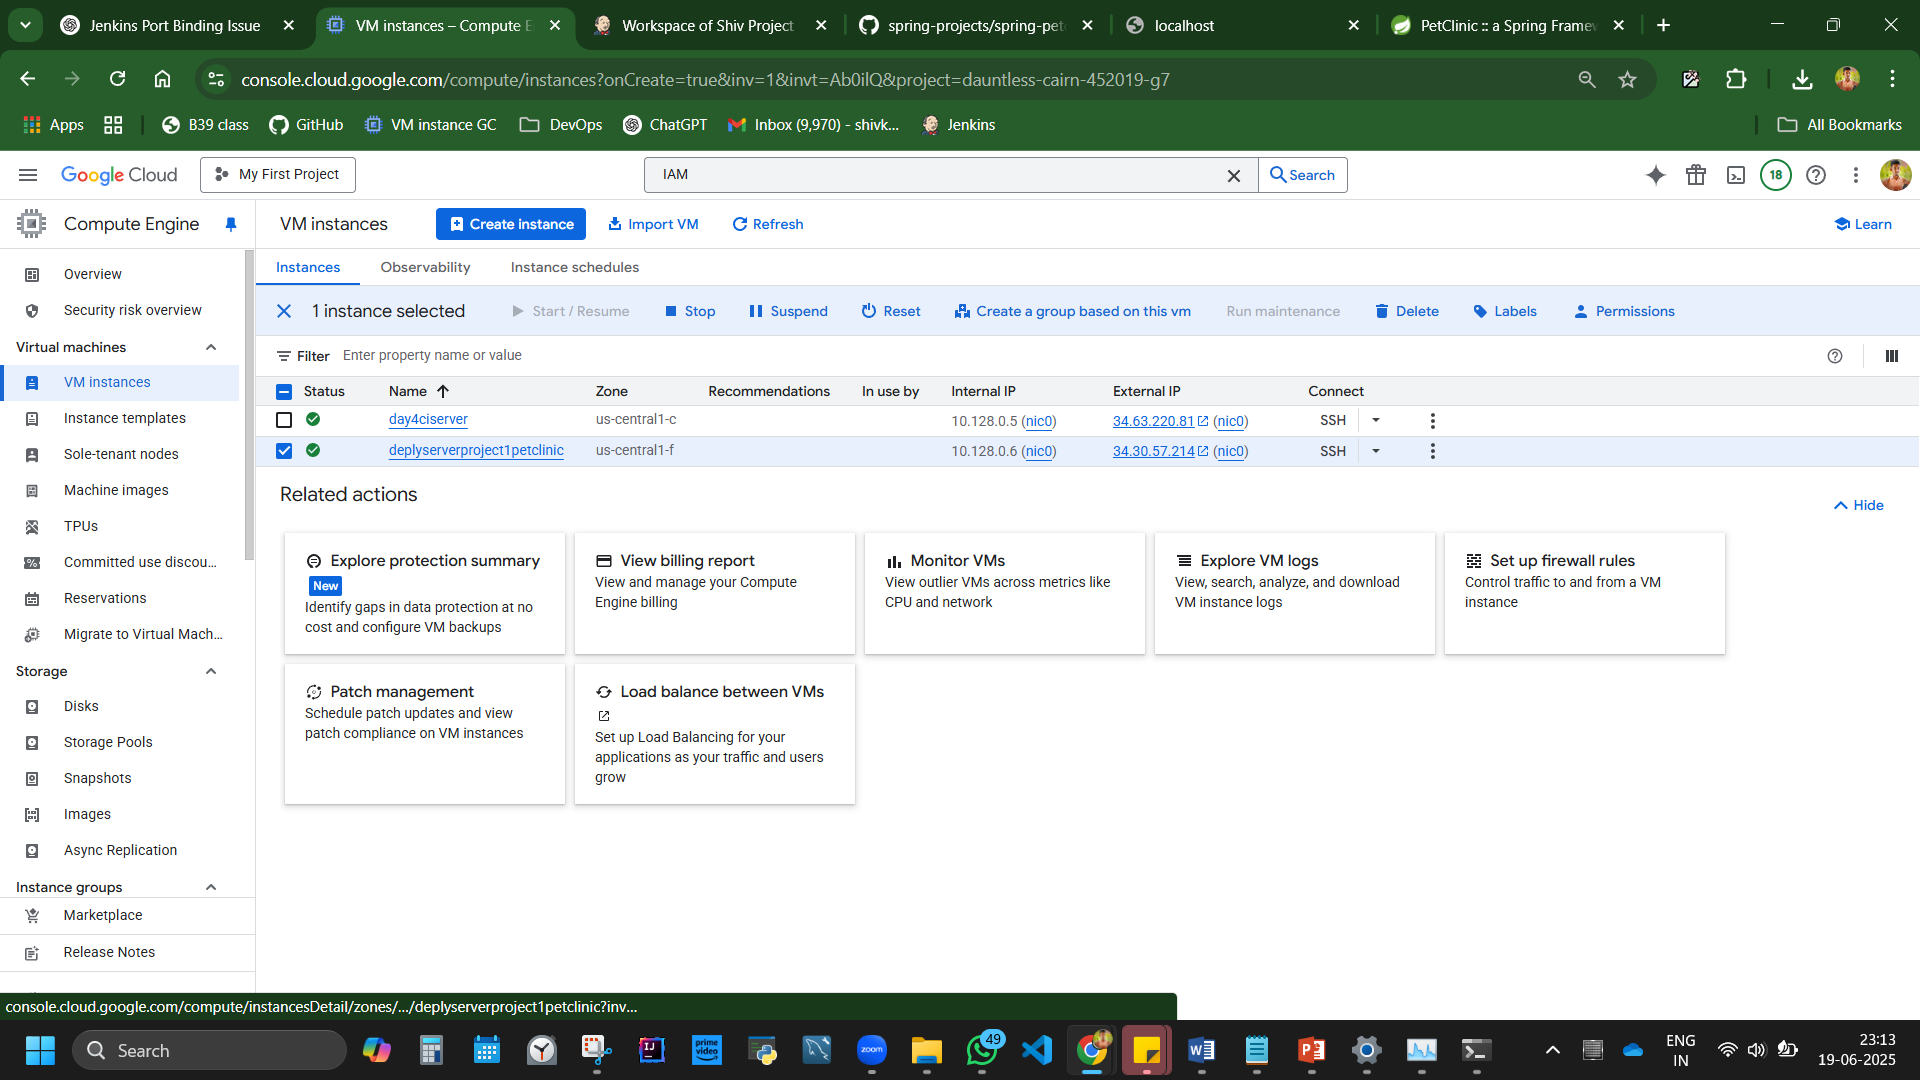 Jenkins Port Binding Issue
VM instances – Compute E
Workspace of Shiv Project
spring-projects/spring-pet
localhost
PetClinic :: a Spring Framew
console.cloud.google.com/compute/instances?onCreate=true&inv=1&invt=Ab0ilQ&project=dauntless-cairn-452019-g7
Apps
B39 class
GitHub
VM instance GC
DevOps
ChatGPT
Inbox (9,970) - shivk...
Jenkins
All Bookmarks
Google Cloud
My First Project
IAM
Search
18
Compute Engine
VM instances
Create instance
Import VM
Refresh
Learn
Overview
Security risk overview
Virtual machines
VM instances
Instance templates
Sole-tenant nodes
Machine images
TPUs
Committed use discou...
Reservations
Migrate to Virtual Mach...
Storage
Disks
Storage Pools
Snapshots
Images
Async Replication
Instance groups
Marketplace
Release Notes
Instances Observability Instance schedules
1 instance selected Start / Resume Stop Suspend Reset Create a group based on this vm Run maintenance Delete Labels Permissions
Filter Enter property name or value
Status Name Zone Recommendations In use by Internal IP External IP Connect
day4ciserver us-central1-c 10.128.0.5 (nic0) 34.63.220.81 (nic0) SSH
deplyserverproject1petclinic us-central1-f 10.128.0.6 (nic0) 34.30.57.214 (nic0) SSH
Related actions
Hide
Explore protection summary
New
Identify gaps in data protection at no
cost and configure VM backups
View billing report
View and manage your Compute
Engine billing
Monitor VMs
View outlier VMs across metrics like
CPU and network
Explore VM logs
View, search, analyze, and download
VM instance logs
Set up firewall rules
Control traffic to and from a VM
instance
Patch management
Schedule patch updates and view
patch compliance on VM instances
Load balance between VMs
Set up Load Balancing for your
applications as your traffic and users
grow
console.cloud.google.com/compute/instancesDetail/zones/.../deplyserverproject1petclinic?inv...
Search
prime video
zoom
49
ENG
IN
23:13
19-06-2025